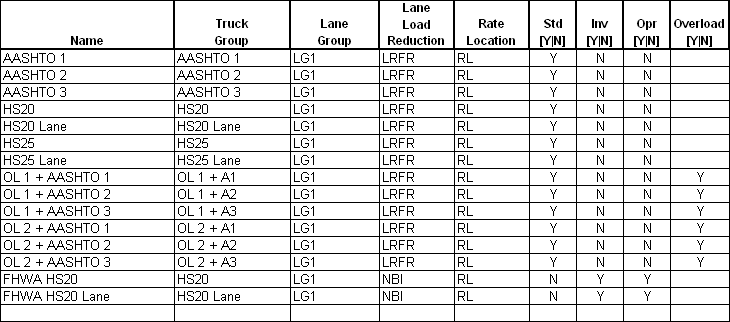 Name Truck Group Lane Group Lane Load Reduction Rate Location Std [Y|N] Inv [Y|N] Opr [Y|N] Overload [Y|N]
AASHTO 1 AASHTO 1 LG1 LRFR RL Y N N
AASHTO 2 AASHTO 2 LG1 LRFR RL Y N N
AASHTO 3 AASHTO 3 LG1 LRFR RL Y N N
HS20 HS20 LG1 LRFR RL Y N N
HS20 Lane HS20 Lane LG1 LRFR RL Y N N
HS25 HS25 LG1 LRFR RL Y N N
HS25 Lane HS25 Lane LG1 LRFR RL Y N N
OL 1 + AASHTO 1 OL 1 + A1 LG1 LRFR RL Y N N Y
OL 1 + AASHTO 2 OL 1 + A2 LG1 LRFR RL Y N N Y
OL 1 + AASHTO 3 OL 1 + A3 LG1 LRFR RL Y N N Y
OL 2 + AASHTO 1 OL 2 + A1 LG1 LRFR RL Y N N Y
OL 2 + AASHTO 2 OL 2 + A2 LG1 LRFR RL Y N N Y
OL 2 + AASHTO 3 OL 2 + A3 LG1 LRFR RL Y N N Y
FHWA HS20 HS20 LG1 NBI RL N Y Y
FHWA HS20 Lane HS20 Lane LG1 NBI RL N Y Y